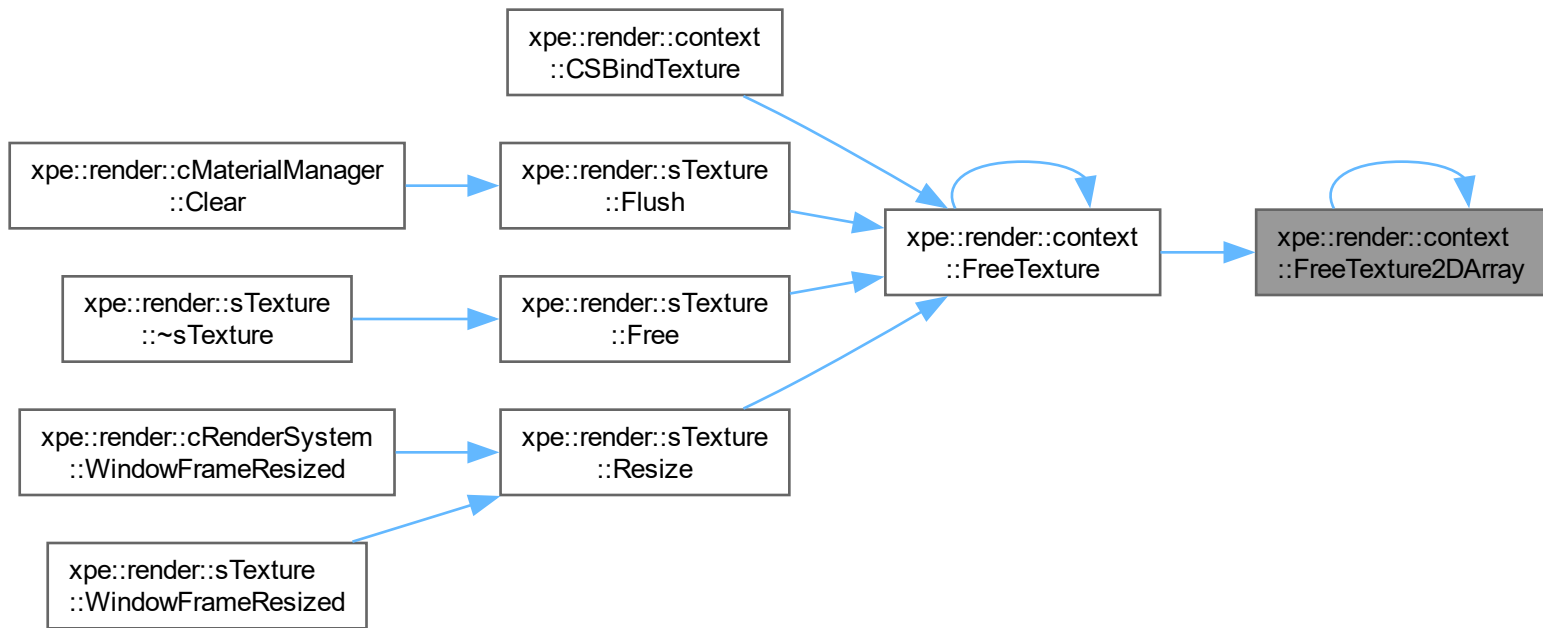 xpe::render::context
::CSBindTexture
xpe::render::cMaterialManager
::Clear
xpe::render::sTexture
::Flush
xpe::render::context
::FreeTexture
xpe::render::context
::FreeTexture2DArray
xpe::render::sTexture
::~sTexture
xpe::render::sTexture
::Free
xpe::render::cRenderSystem
::WindowFrameResized
xpe::render::sTexture
::Resize
xpe::render::sTexture
::WindowFrameResized